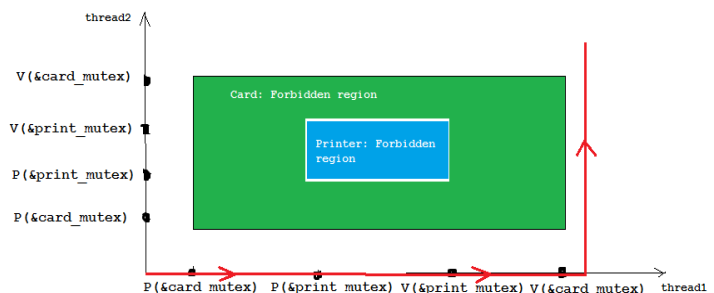 thread2
V(&card_mutex)
Card: Forbidden region
V(&print_mutex)
Printer: Forbidden
region
P(&print_mutex)
P(&card_mutex)
P(&card mutex) P(&print mutex) V(&print mutex) V(&card mutex) thread1